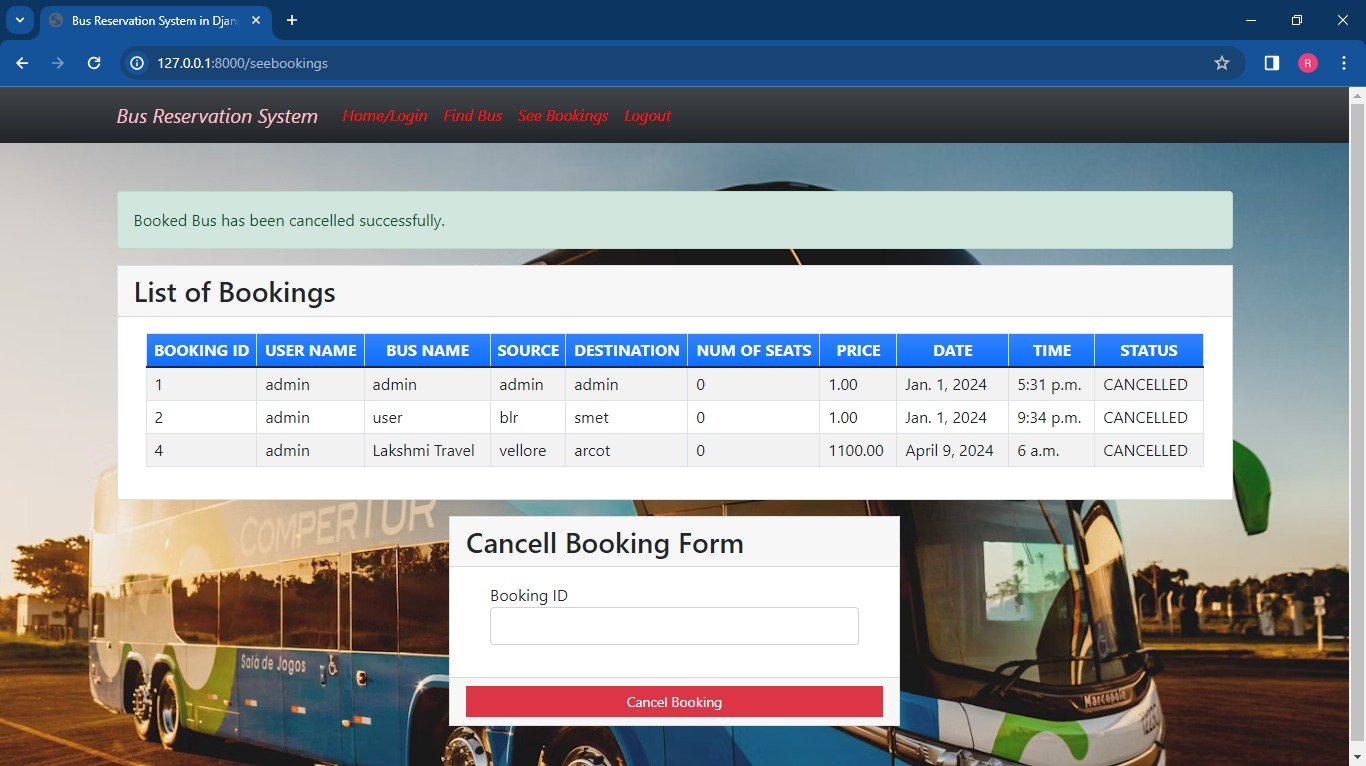 Bus Reservation System in Djan
127.0.0.1:8000/seebookings
R
Bus Reservation System Home/Login Find Bus See Bookings Logout
Booked Bus has been cancelled successfully.
List of Bookings
BOOKING ID USER NAME BUS NAME SOURCE DESTINATION NUM OF SEATS PRICE DATE TIME STATUS
1 admin admin admin admin 0 1.00 Jan. 1, 2024 5:31 p.m. CANCELLED
2 admin user blr smet 0 1.00 Jan. 1, 2024 9:34 p.m. CANCELLED
4 admin Lakshmi Travel vellore arcot 0 1100.00 April 9, 2024 6 a.m. CANCELLED
COMPERTUR
Cancell Booking Form
Booking ID
Salá de Jogos
Cancel Booking
Marcopolo